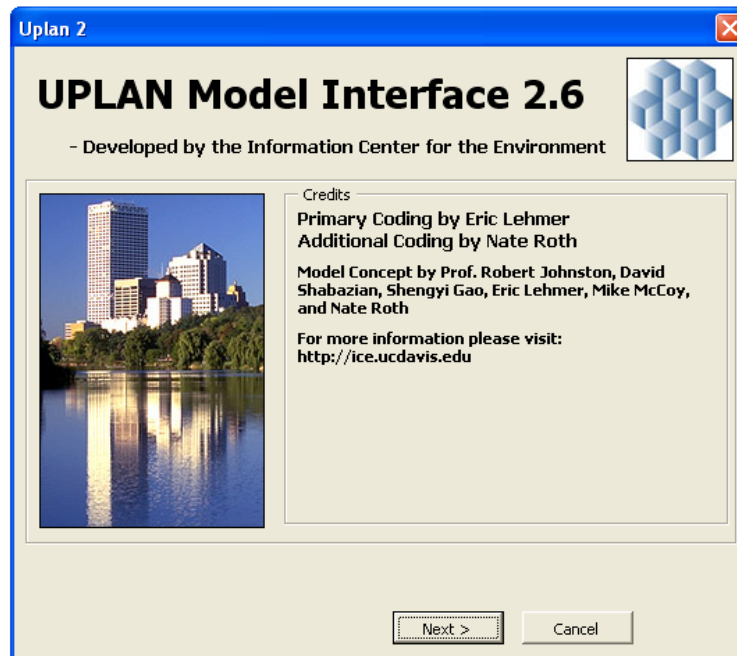 Uplan 2
UPLAN Model Interface 2.6
- Developed by the Information Center for the Environment
Credits
Primary Coding by Eric Lehmer
Additional Coding by Nate Roth
Model Concept by Prof. Robert Johnston, David
Shabazian, Shengyi Gao, Eric Lehmer, Mike McCoy,
and Nate Roth
For more information please visit:
http://ice.ucdavis.edu
Next >
Cancel